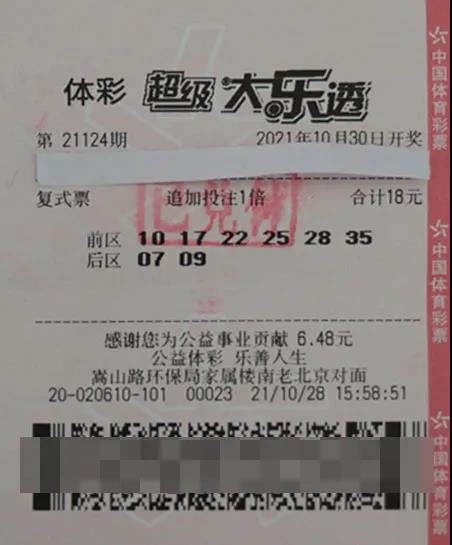 体彩 超级大乐透
第 21124期 2021年10月30日开奖
复式票 追加投注1倍 合计18元
已兑付
前区 10 17 22 25 28 35
后区 07 09
感谢您为公益事业贡献 6.48元
公益体彩 乐善人生
嵩山路环保局家属楼南老北京对面
20-020610-101 00023 21/10/28 15:58:51
中国体育彩票
中国体育彩票
中国体育彩票